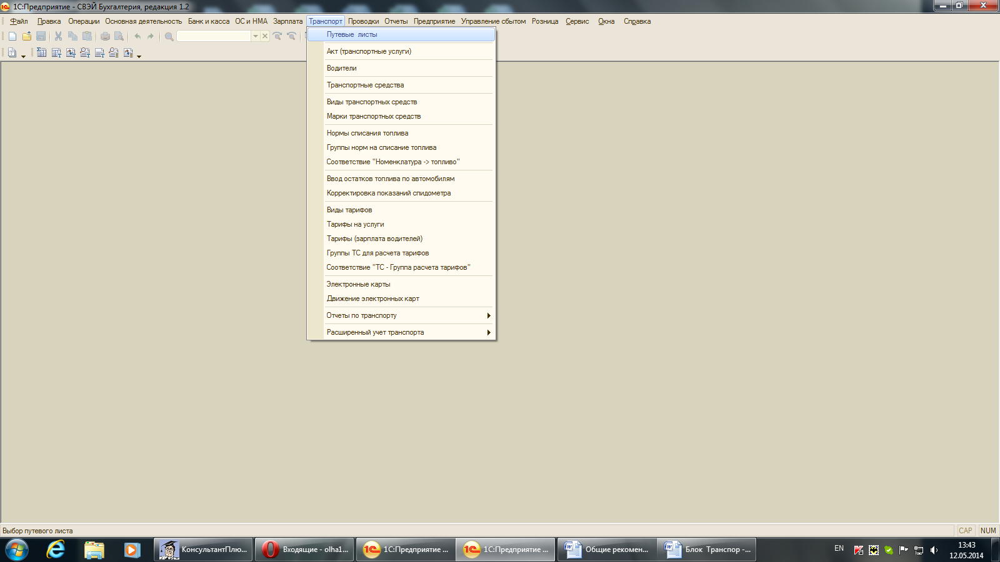 1С:Предприятие - СВЭЙ Бухгалтерия, редакция 1.2
Файл Правка Операции Основная деятельность Банк и касса ОС и НМА Зарплата Транспорт Проводки Отчеты Предприятие Управление сбытом Розница Сервис Окна Справка
Путевые листы
Акт (транспортные услуги)
Водители
Транспортные средства
Виды транспортных средств
Марки транспортных средств
Нормы списания топлива
Группы норм на списание топлива
Соответствие "Номенклатура -> топливо"
Ввод остатков топлива по автомобилям
Корректировка показаний спидометра
Виды тарифов
Тарифы на услуги
Тарифы (зарплата водителей)
Группы ТС для расчета тарифов
Соответствие "ТС - Группа расчета тарифов"
Электронные карты
Движение электронных карт
Отчеты по транспорту
Расширенный учет транспорта
Выбор путевого листа
CAP NUM
КонсультантПлю... Входящие - olha1... 1С:Предприятие ... 1С:Предприятие ... Общие рекомен... Блок Транспор -...
EN
13:43
12.05.2014